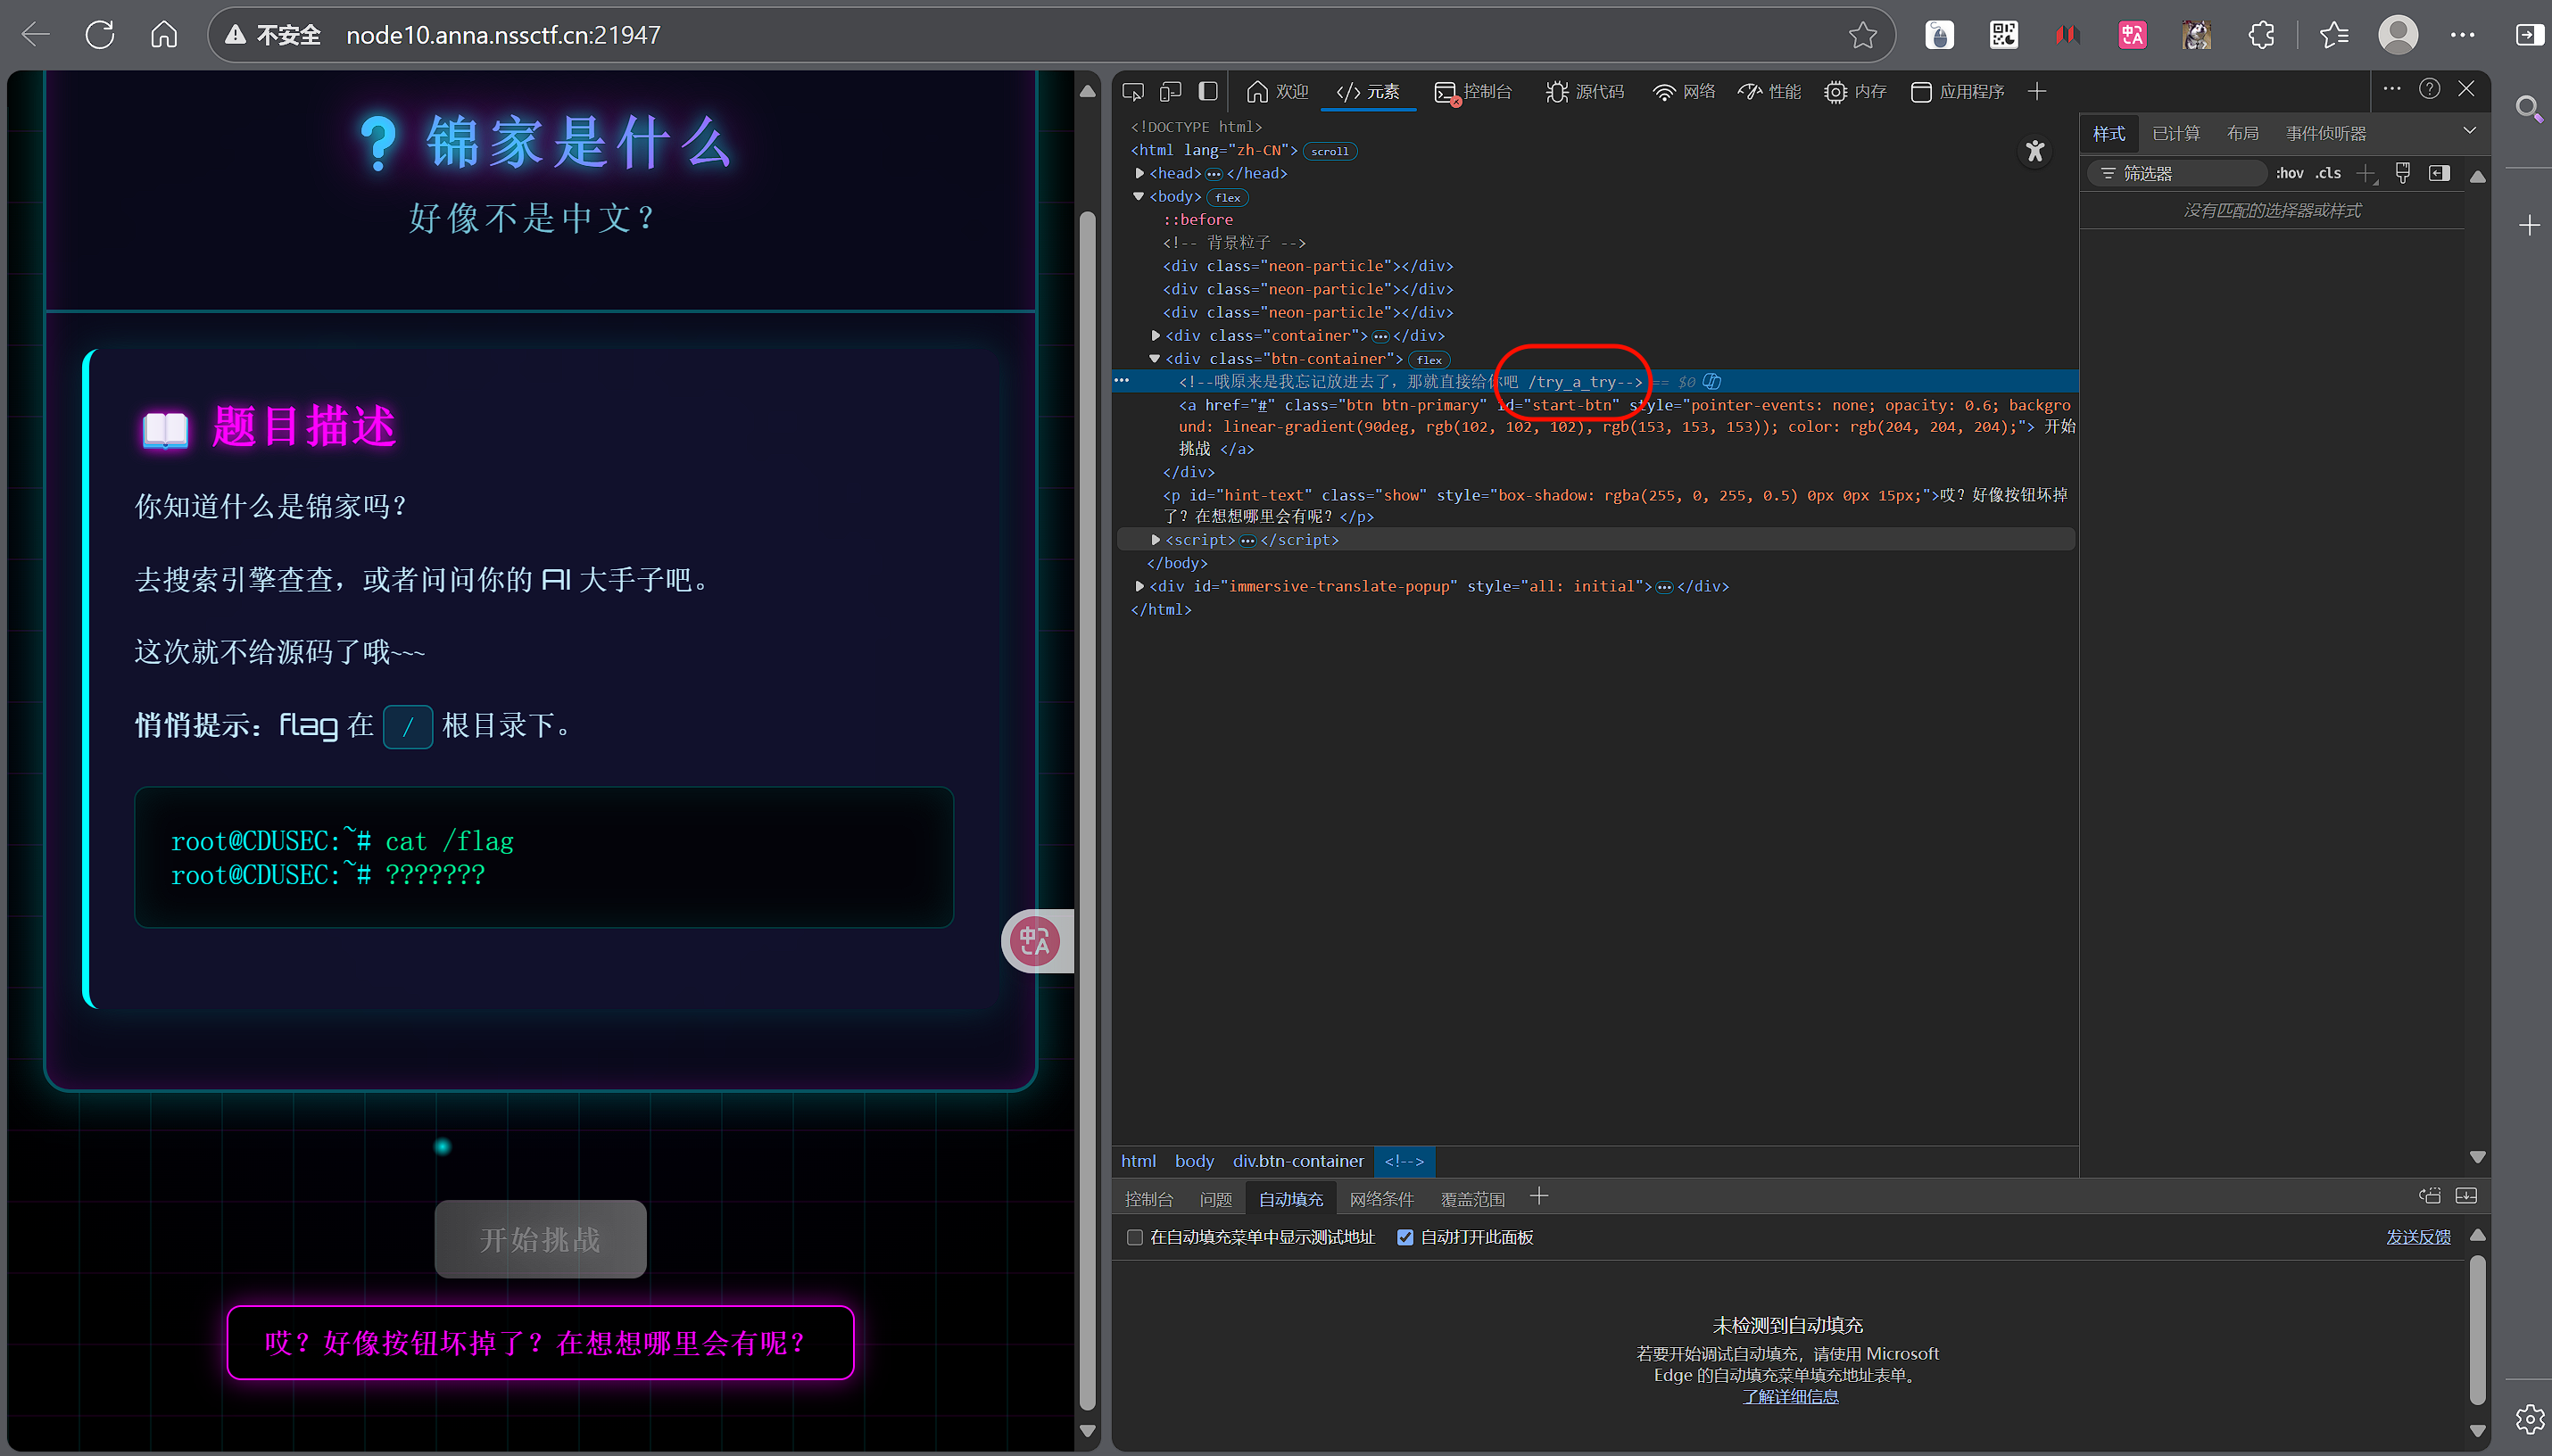 不安全 node10.anna.nssctf.cn:21947
锦家是什么
好像不是中文？
题目描述
你知道什么是锦家吗？
去搜索引擎查查，或者问问你的 AI 大手子吧。
这次就不给源码了哦~~~
悄悄提示：flag 在 / 根目录下。
root@CDUSEC:~# cat /flag
root@CDUSEC:~# ???????
开始挑战
哎？好像按钮坏掉了？在想想哪里会有呢？
欢迎 元素 控制台 源代码 网络 性能 内存 应用程序
<!DOCTYPE html>
<html lang="zh-CN"> scroll
<head> ••• </head>
<body> flex
::before
<!-- 背景粒子 -->
<div class="neon-particle"></div>
<div class="neon-particle"></div>
<div class="neon-particle"></div>
<div class="container"> ••• </div>
<div class="btn-container"> flex
<!--哦原来是我忘记放进去了，那就直接给你吧 /try_a_try--> == $0
<a href="#" class="btn btn-primary" id="start-btn" style="pointer-events: none; opacity: 0.6; backgro
und: linear-gradient(90deg, rgb(102, 102, 102), rgb(153, 153, 153)); color: rgb(204, 204, 204);"> 开始
挑战 </a>
</div>
<p id="hint-text" class="show" style="box-shadow: rgba(255, 0, 255, 0.5) 0px 0px 15px;">哎？好像按钮坏掉
了？在想想哪里会有呢？</p>
<script> ••• </script>
</body>
<div id="immersive-translate-popup" style="all: initial"> ••• </div>
</html>
html body div.btn-container <!-->
样式 已计算 布局 事件侦听器
筛选器 :hov .cls
没有匹配的选择器或样式
控制台 问题 自动填充 网络条件 覆盖范围
在自动填充菜单中显示测试地址 自动打开此面板 发送反馈
未检测到自动填充
若要开始调试自动填充，请使用 Microsoft
Edge 的自动填充菜单填充地址表单。
了解详细信息